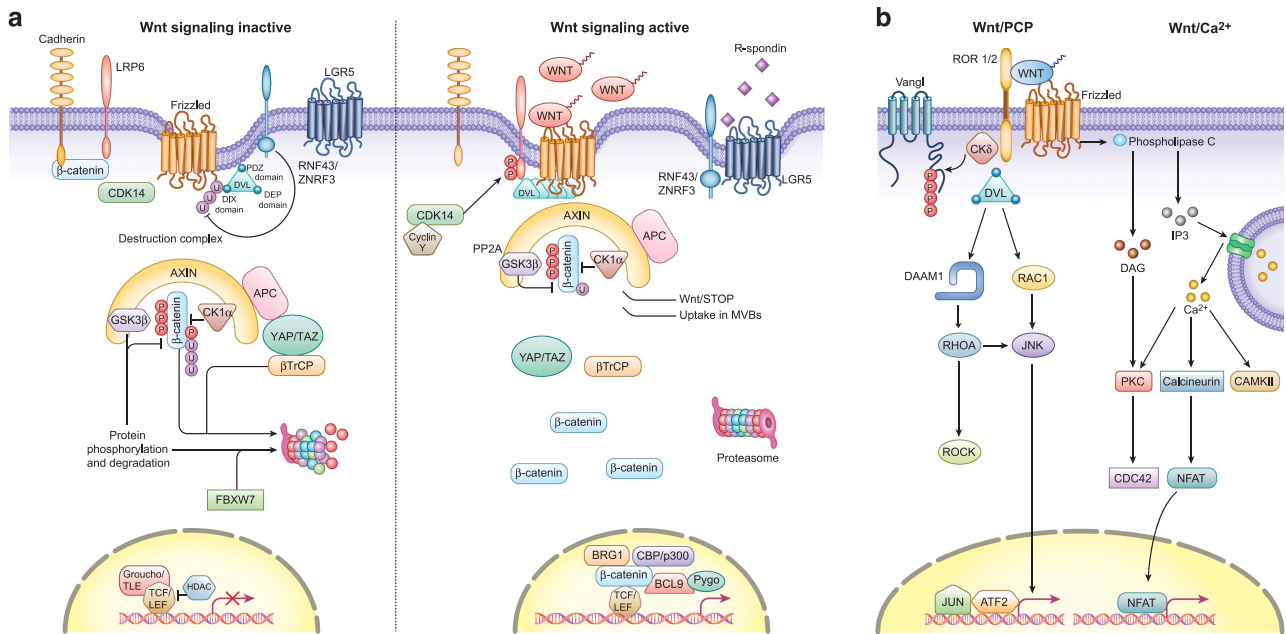 a
Wnt signaling inactive
Cadherin
LRP6
Frizzled
LGR5
RNF43/
ZNRF3
β-catenin
CDK14
PDZ
domain
DVL
DIX
domain
DEP
domain
U
U
U
Destruction complex
AXIN
APC
GSK3β
P
P
P
β-catenin
P
U
U
U
CK1α
YAP/TAZ
βTrCP
Protein
phosphorylation
and degradation
FBXW7
Groucho/
TLE
TCF/
LEF
HDAC
Wnt signaling active
R-spondin
WNT
WNT
WNT
P
P
DVL
RNF43/
ZNRF3
LGR5
CDK14
Cyclin
Y
AXIN
APC
PP2A
GSK3β
P
P
P
β-catenin
U
CK1α
Wnt/STOP
Uptake in MVBs
YAP/TAZ
βTrCP
β-catenin
β-catenin
β-catenin
Proteasome
BRG1
CBP/p300
β-catenin
BCL9
Pygo
TCF/
LEF
b
Wnt/PCP
Wnt/Ca²⁺
ROR 1/2
WNT
Vangl
Frizzled
CKδ
Phospholipase C
P
P
P
P
DVL
IP3
DAG
DAAM1
RAC1
Ca²⁺
RHOA
JNK
PKC
Calcineurin
CAMKII
ROCK
CDC42
NFAT
JUN
ATF2
NFAT